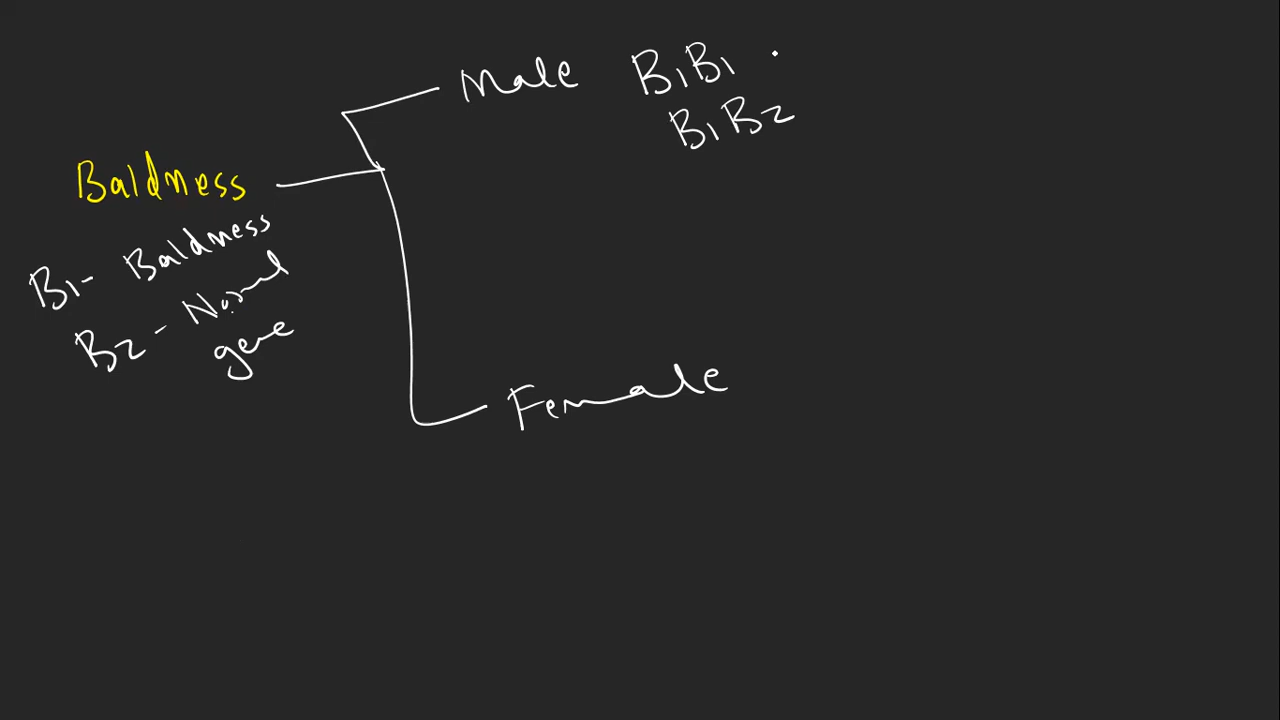 Male B1B1
B1B2
Baldness
B1- Baldness
B2 - Normal
gene
Female